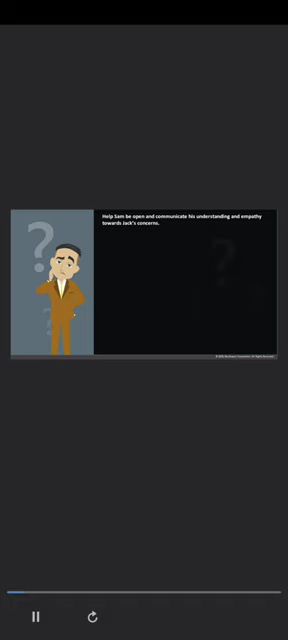 Help Sam be open and communicate his understanding and empathy
towards Jack's concerns.